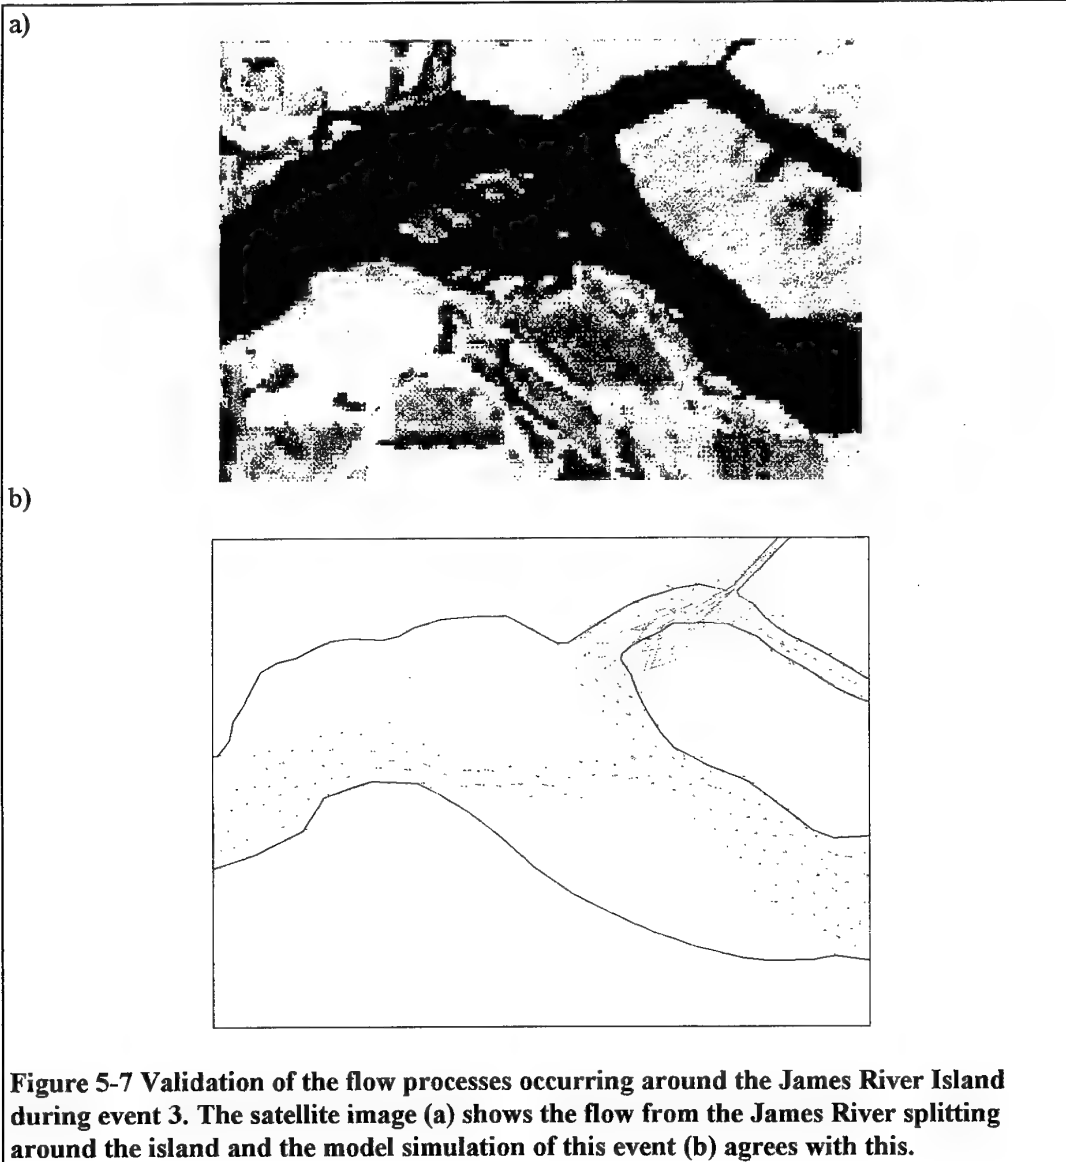 a)
b)
Figure 5-7 Validation of the flow processes occurring around the James River Island
during event 3. The satellite image (a) shows the flow from the James River splitting
around the island and the model simulation of this event (b) agrees with this.